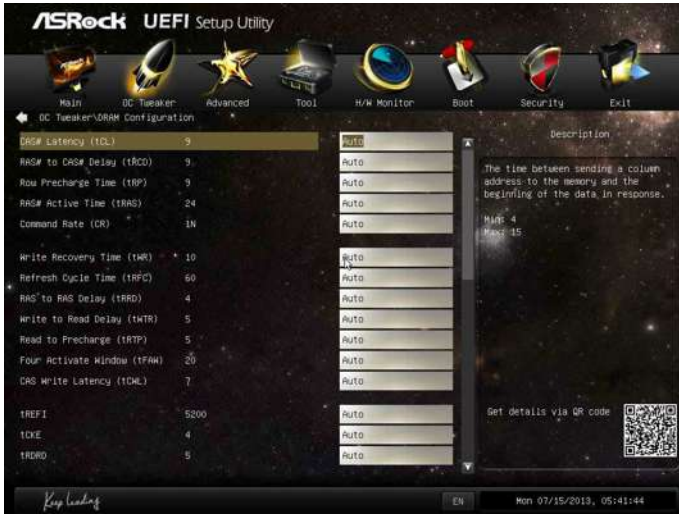 ASRock UEFI Setup Utility
Main OC Tweaker Advanced Tool H/W Monitor Boot Security Exit
OC Tweaker\DRAM Configuration
Description
CAS# Latency (tCL) 9 Auto
RAS# to CAS# Delay (tRCD) 9 Auto
Row Precharge Time (tRP) 9 Auto
RAS# Active Time (tRAS) 24 Auto
Command Rate (CR) 1N Auto
Write Recovery Time (tWR) 10 Auto
Refresh Cycle Time (tRFC) 60 Auto
RAS to RAS Delay (tRRD) 4 Auto
Write to Read Delay (tWTR) 5 Auto
Read to Precharge (tRTP) 5 Auto
Four Activate Window (tFAW) 20 Auto
CAS Write Latency (tCWL) 7 Auto
tREFI 5200 Auto
tCKE 4 Auto
tRDRD 5 Auto
The time between sending a column
address to the memory and the
beginning of the data in response.
Min: 4
Max: 15
Get details via QR code
Keep Leading
EN
Mon 07/15/2013, 05:41:44